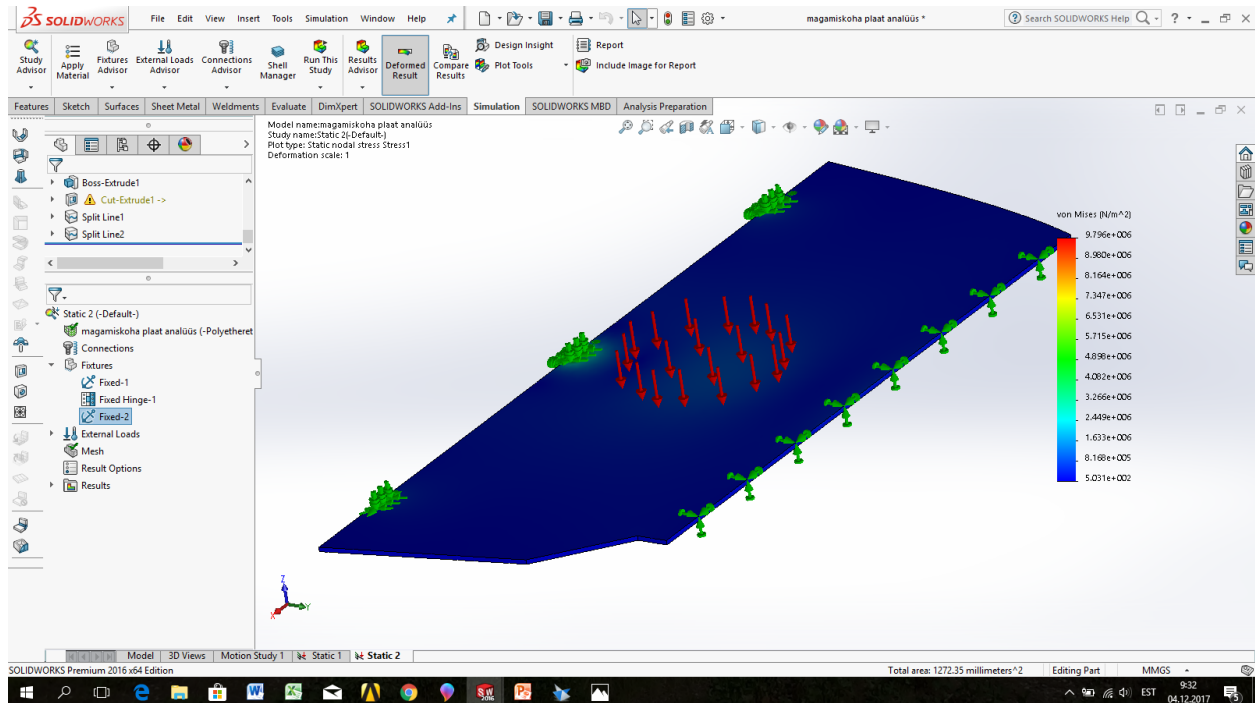 SOLIDWORKS File Edit View Insert Tools Simulation Window Help magamiskoha plaat analüüs * Search SOLIDWORKS Help ?
Study Advisor
Apply Material
Fixtures Advisor
External Loads Advisor
Connections Advisor
Shell Manager
Run This Study
Results Advisor
Deformed Result
Compare Results
Design Insight
Plot Tools
Report
Include Image for Report
Features Sketch Surfaces Sheet Metal Weldments Evaluate DimXpert SOLIDWORKS Add-Ins Simulation SOLIDWORKS MBD Analysis Preparation
Model name:magamiskoha plaat analüüs
Study name:Static 2(-Default-)
Plot type: Static nodal stress Stress1
Deformation scale: 1
Boss-Extrude1
Cut-Extrude1 ->
Split Line1
Split Line2
Static 2 (-Default-)
magamiskoha plaat analüüs (-Polyetheret
Connections
Fixtures
Fixed-1
Fixed Hinge-1
Fixed-2
External Loads
Mesh
Result Options
Results
von Mises (N/m^2)
9.796e+006
8.980e+006
8.164e+006
7.347e+006
6.531e+006
5.715e+006
4.898e+006
4.082e+006
3.266e+006
2.449e+006
1.633e+006
8.168e+005
5.031e+002
Z
X
Y
Model 3D Views Motion Study 1 Static 1 Static 2
SOLIDWORKS Premium 2016 x64 Edition Total area: 1272.35 millimeters^2 Editing Part MMGS
SW 2016
EST
9:32
04.12.2017
5